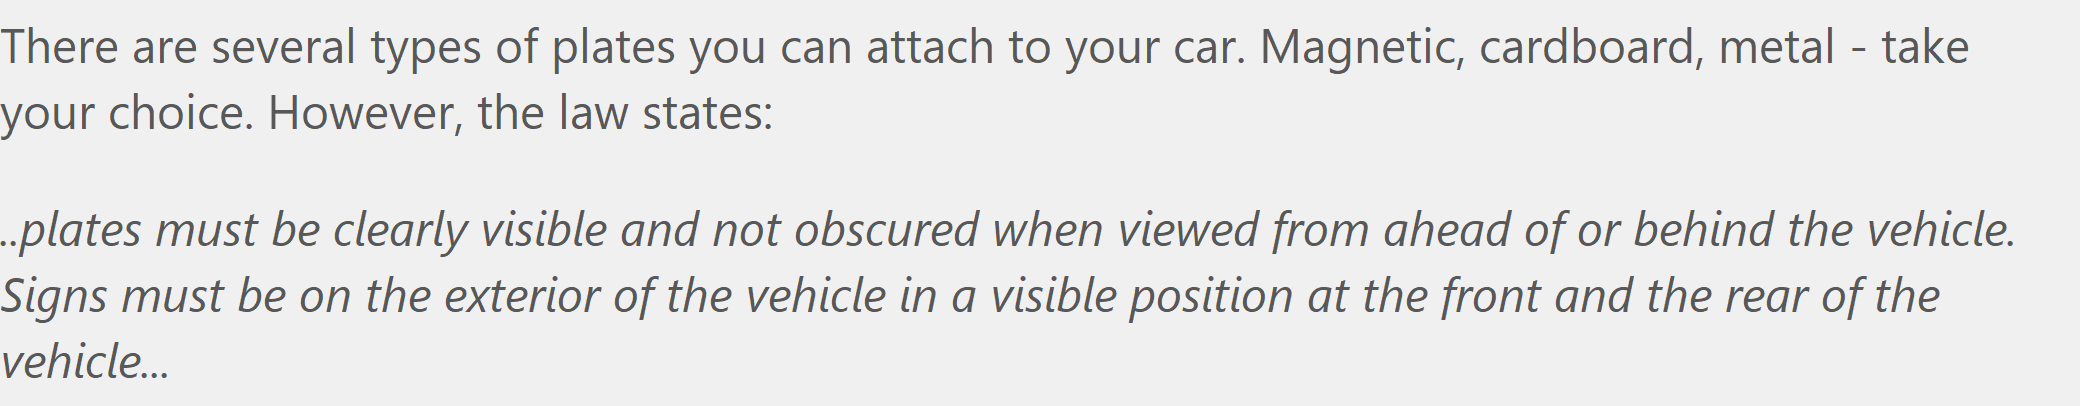 There are several types of plates you can attach to your car. Magnetic, cardboard, metal - take
your choice. However, the law states:
..plates must be clearly visible and not obscured when viewed from ahead of or behind the vehicle.
Signs must be on the exterior of the vehicle in a visible position at the front and the rear of the
vehicle...